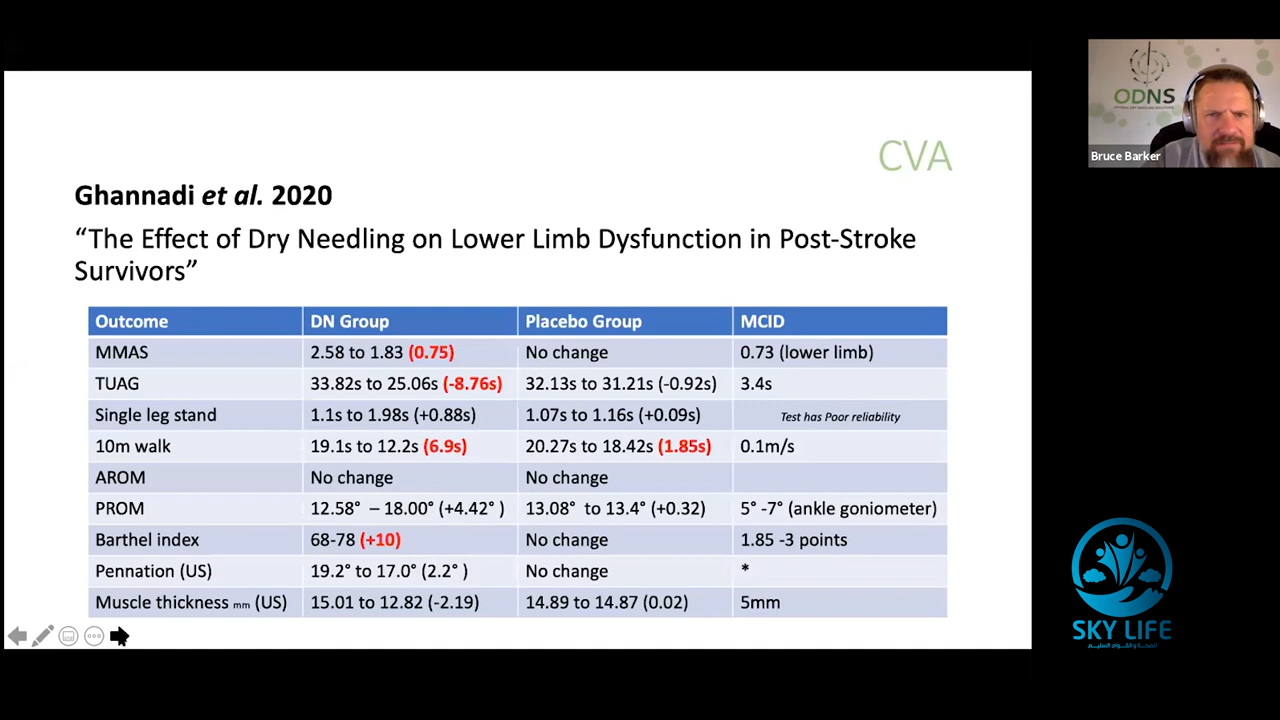 CVA
Ghannadi et al. 2020
“The Effect of Dry Needling on Lower Limb Dysfunction in Post-Stroke
Survivors”
Outcome DN Group Placebo Group MCID
MMAS 2.58 to 1.83 (0.75) No change 0.73 (lower limb)
TUAG 33.82s to 25.06s (-8.76s) 32.13s to 31.21s (-0.92s) 3.4s
Single leg stand 1.1s to 1.98s (+0.88s) 1.07s to 1.16s (+0.09s) Test has Poor reliability
10m walk 19.1s to 12.2s (6.9s) 20.27s to 18.42s (1.85s) 0.1m/s
AROM No change No change
PROM 12.58° – 18.00° (+4.42° ) 13.08° to 13.4° (+0.32) 5° -7° (ankle goniometer)
Barthel index 68-78 (+10) No change 1.85 -3 points
Pennation (US) 19.2° to 17.0° (2.2° ) No change *
Muscle thickness mm (US) 15.01 to 12.82 (-2.19) 14.89 to 14.87 (0.02) 5mm
ODNS
Bruce Barker
SKY LIFE
للصحة و القوام السليم